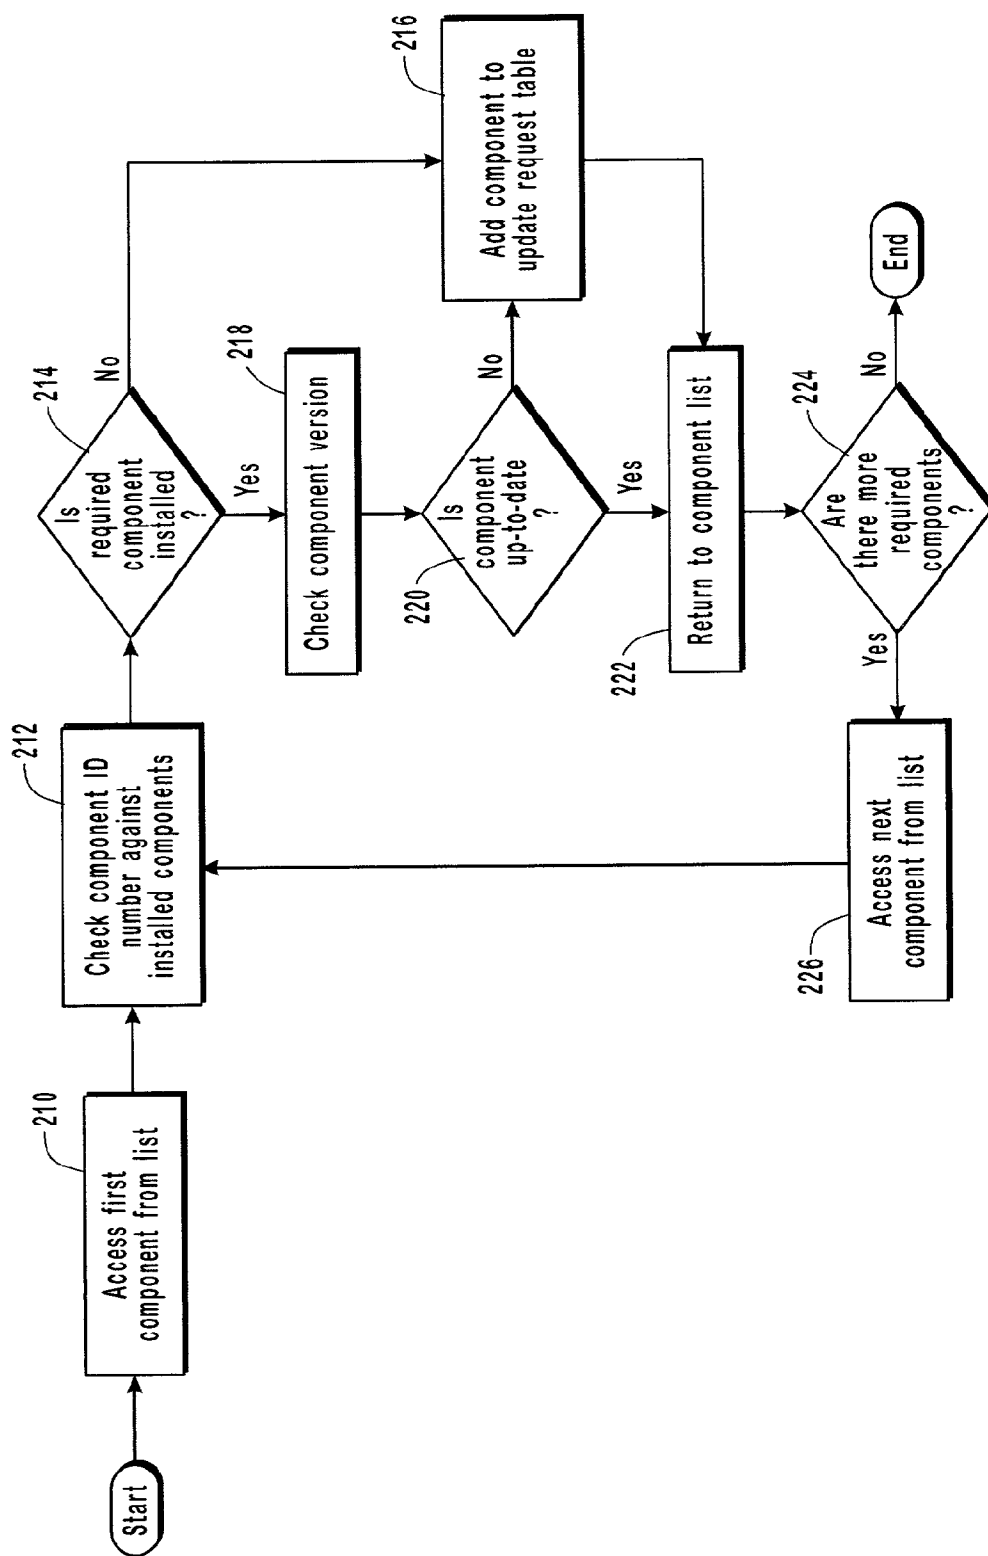 Start
210
Access first
component from list
212
Check component ID
number against
installed components
214
Is
required
component
installed
?
No
Yes
216
Add component to
update request table
218
Check component version
220
Is
component
up-to-date
?
No
Yes
222
Return to component list
224
Are
there more
required
components
?
No
End
Yes
226
Access next
component from list